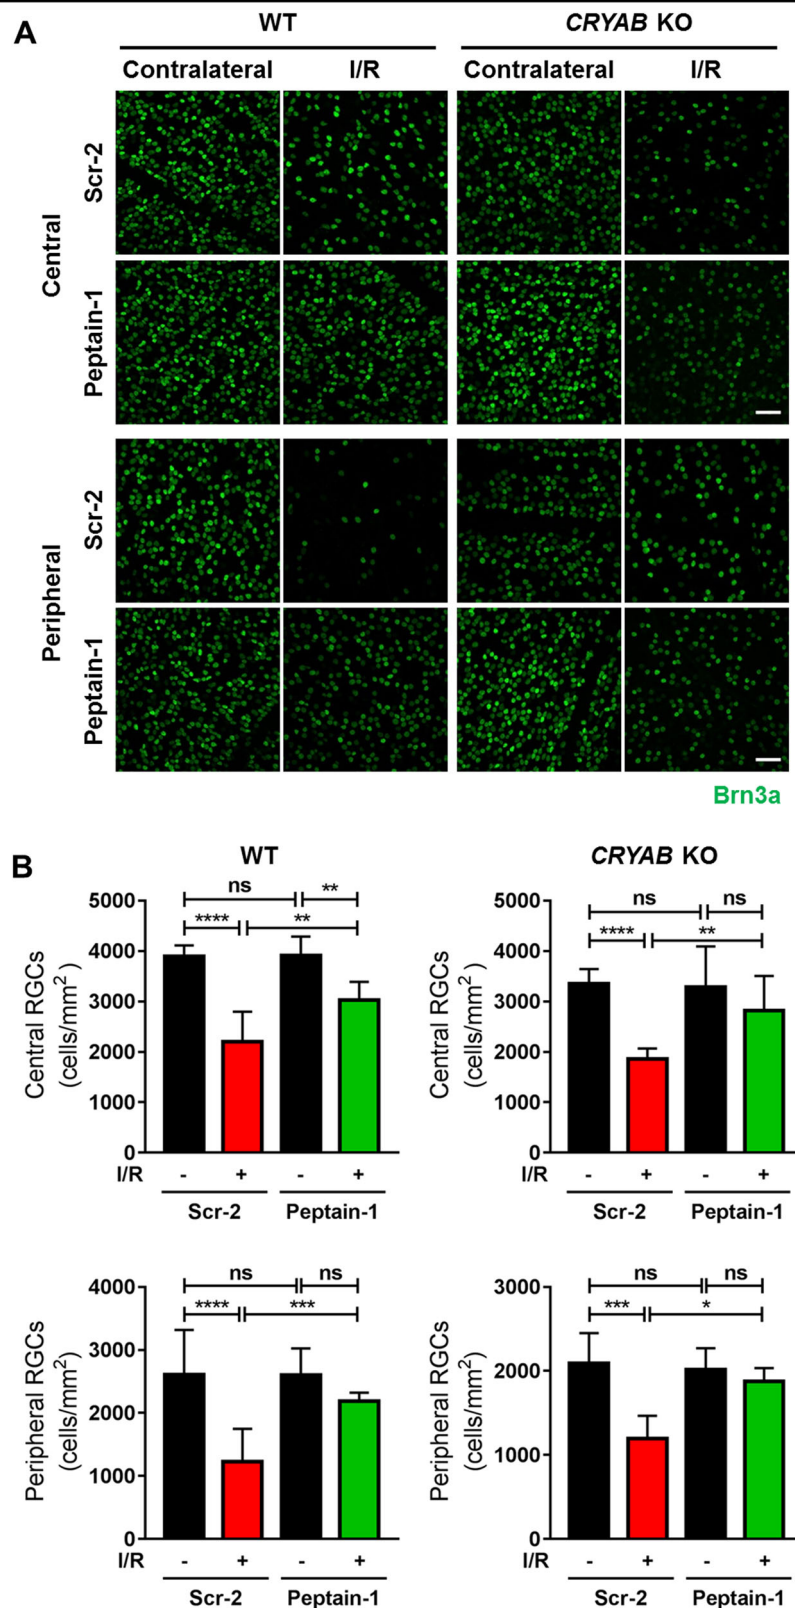 A
WT CRYAB KO
Contralateral I/R Contralateral I/R
Central
Scr-2
Peptain-1
Peripheral
Scr-2
Peptain-1
Brn3a
B
WT
ns **
**** **
Central RGCs
(cells/mm²)
5000
4000
3000
2000
1000
0
I/R - + - +
Scr-2 Peptain-1
CRYAB KO
ns ns
**** **
Central RGCs
(cells/mm²)
5000
4000
3000
2000
1000
0
I/R - + - +
Scr-2 Peptain-1
ns ns
**** ***
Peripheral RGCs
(cells/mm²)
4000
3000
2000
1000
0
I/R - + - +
Scr-2 Peptain-1
ns ns
*** *
Peripheral RGCs
(cells/mm²)
3000
2000
1000
0
I/R - + - +
Scr-2 Peptain-1